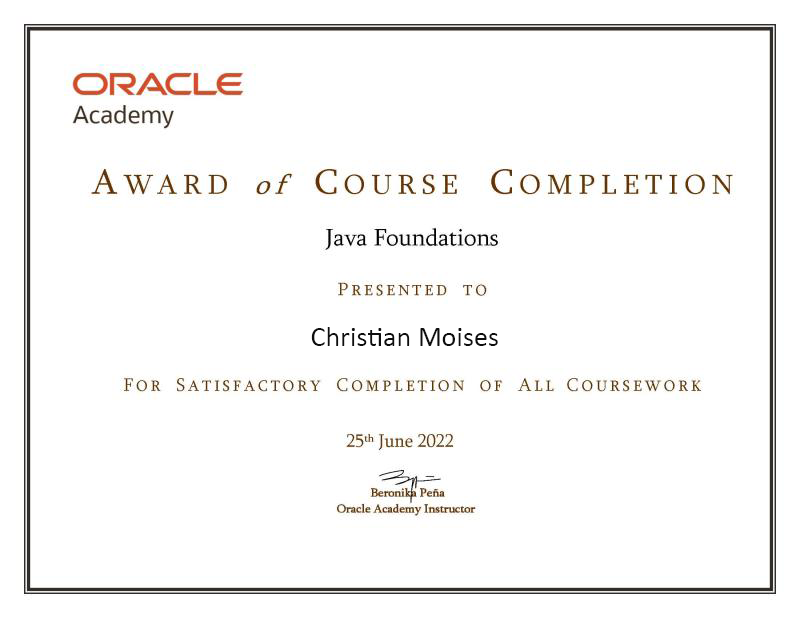 ORACLE
Academy
AWARD of COURSE COMPLETION
Java Foundations
PRESENTED TO
Christian Moises
FOR SATISFACTORY COMPLETION OF ALL COURSEWORK
25th June 2022
Beronika Peña
Oracle Academy Instructor